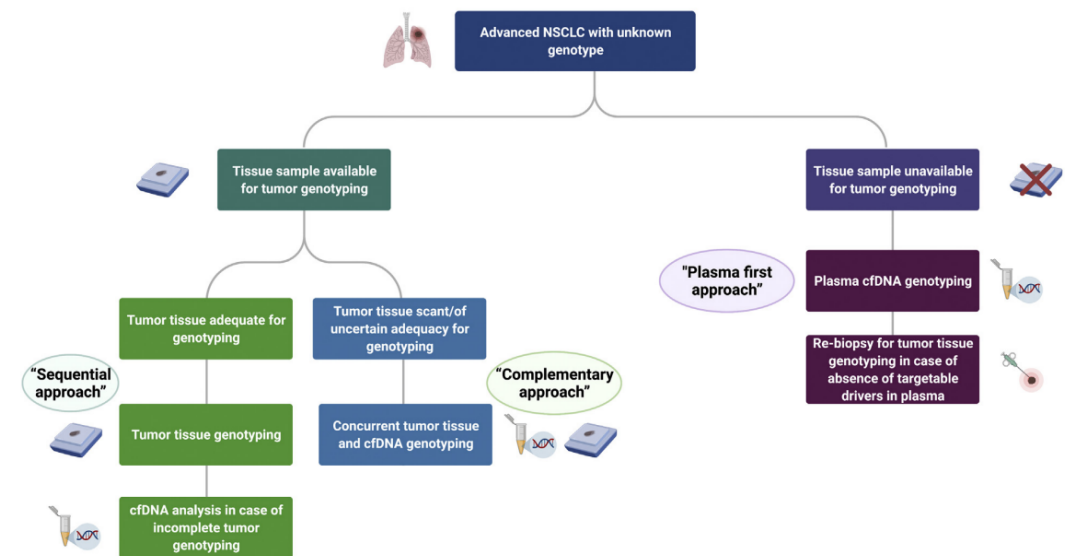 Advanced NSCLC with unknown
genotype
Tissue sample available
for tumor genotyping
Tissue sample unavailable
for tumor genotyping
"Plasma first
approach”
Plasma cfDNA genotyping
Tumor tissue adequate for
genotyping
Tumor tissue scant/of
uncertain adequacy for
genotyping
Re-biopsy for tumor tissue
genotyping in case of
absence of targetable
drivers in plasma
“Sequential
approach”
“Complementary
approach”
Tumor tissue genotyping
Concurrent tumor tissue
and cfDNA genotyping
cfDNA analysis in case of
incomplete tumor
genotyping